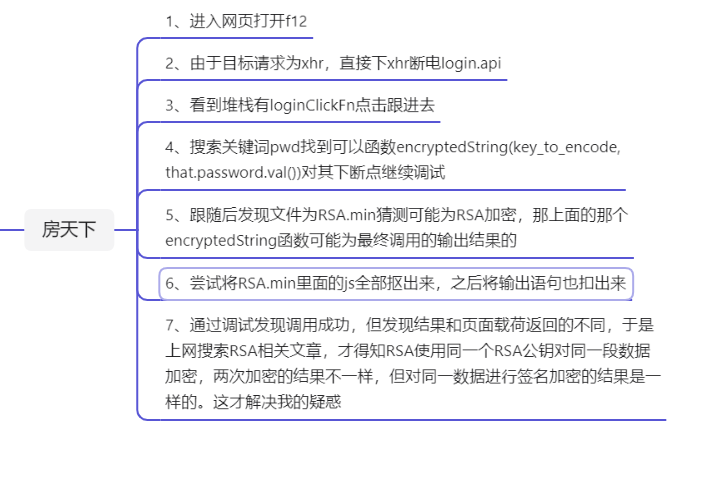 1、进入网页打开f12
2、由于目标请求为xhr，直接下xhr断电login.api
3、看到堆栈有loginClickFn点击跟进去
4、搜索关键词pwd找到可以函数encryptedString(key_to_encode,
that.password.val())对其下断点继续调试
房天下
5、跟随后发现文件为RSA.min猜测可能为RSA加密，那上面的那个
encryptedString函数可能为最终调用的输出结果的
6、尝试将RSA.min里面的js全部抠出来，之后将输出语句也扣出来
7、通过调试发现调用成功，但发现结果和页面载荷返回的不同，于是
上网搜索RSA相关文章，才得知RSA使用同一个RSA公钥对同一段数据
加密，两次加密的结果不一样，但对同一数据进行签名加密的结果是一
样的。这才解决我的疑惑